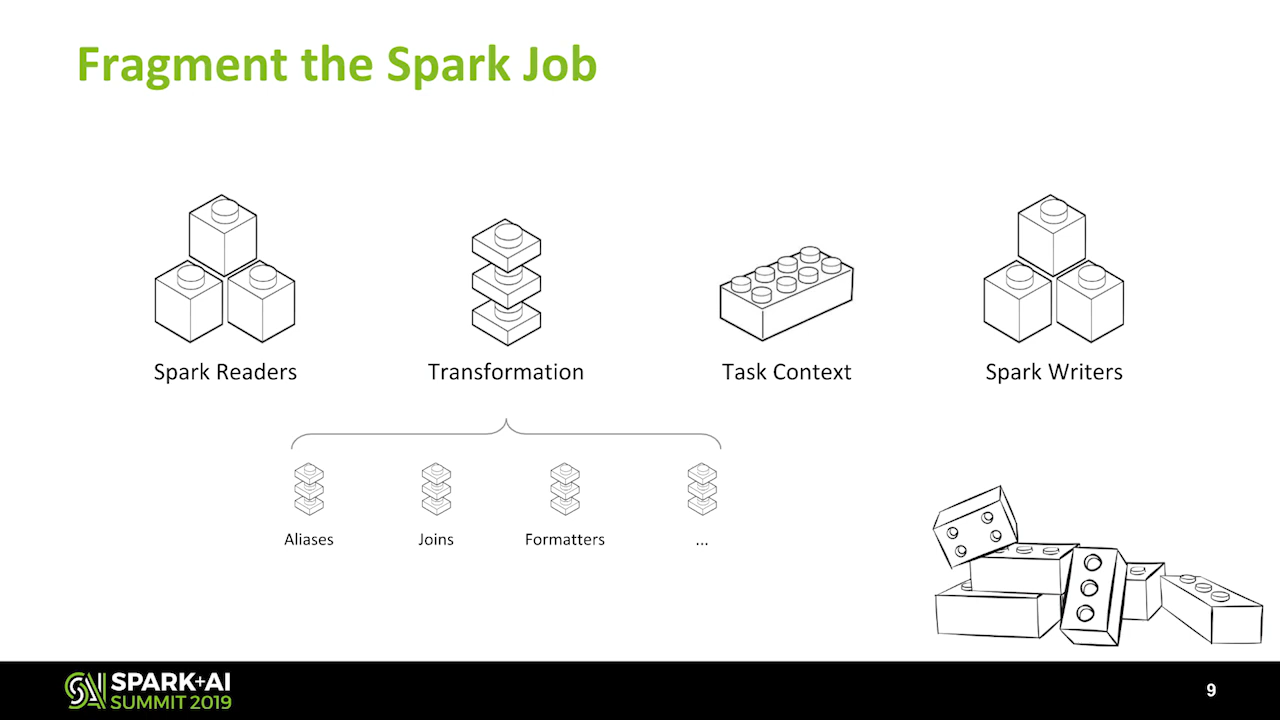 Fragment the Spark Job
Spark Readers
Transformation
Task Context
Spark Writers
Aliases
Joins
Formatters
...
SPARK+AI
SUMMIT 2019
9